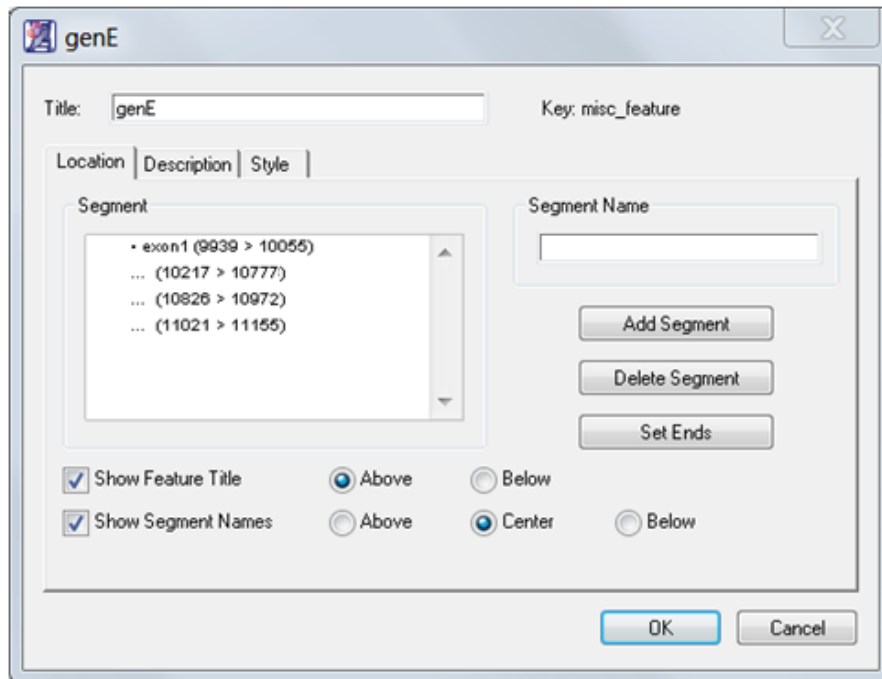 genE
Title: genE Key: misc_feature
Location Description Style
Segment Segment Name
• exon1 (9939 > 10055)
... (10217 > 10777)
... (10826 > 10972)
... (11021 > 11155)
Add Segment
Delete Segment
Set Ends
Show Feature Title Above Below
Show Segment Names Above Center Below
OK Cancel